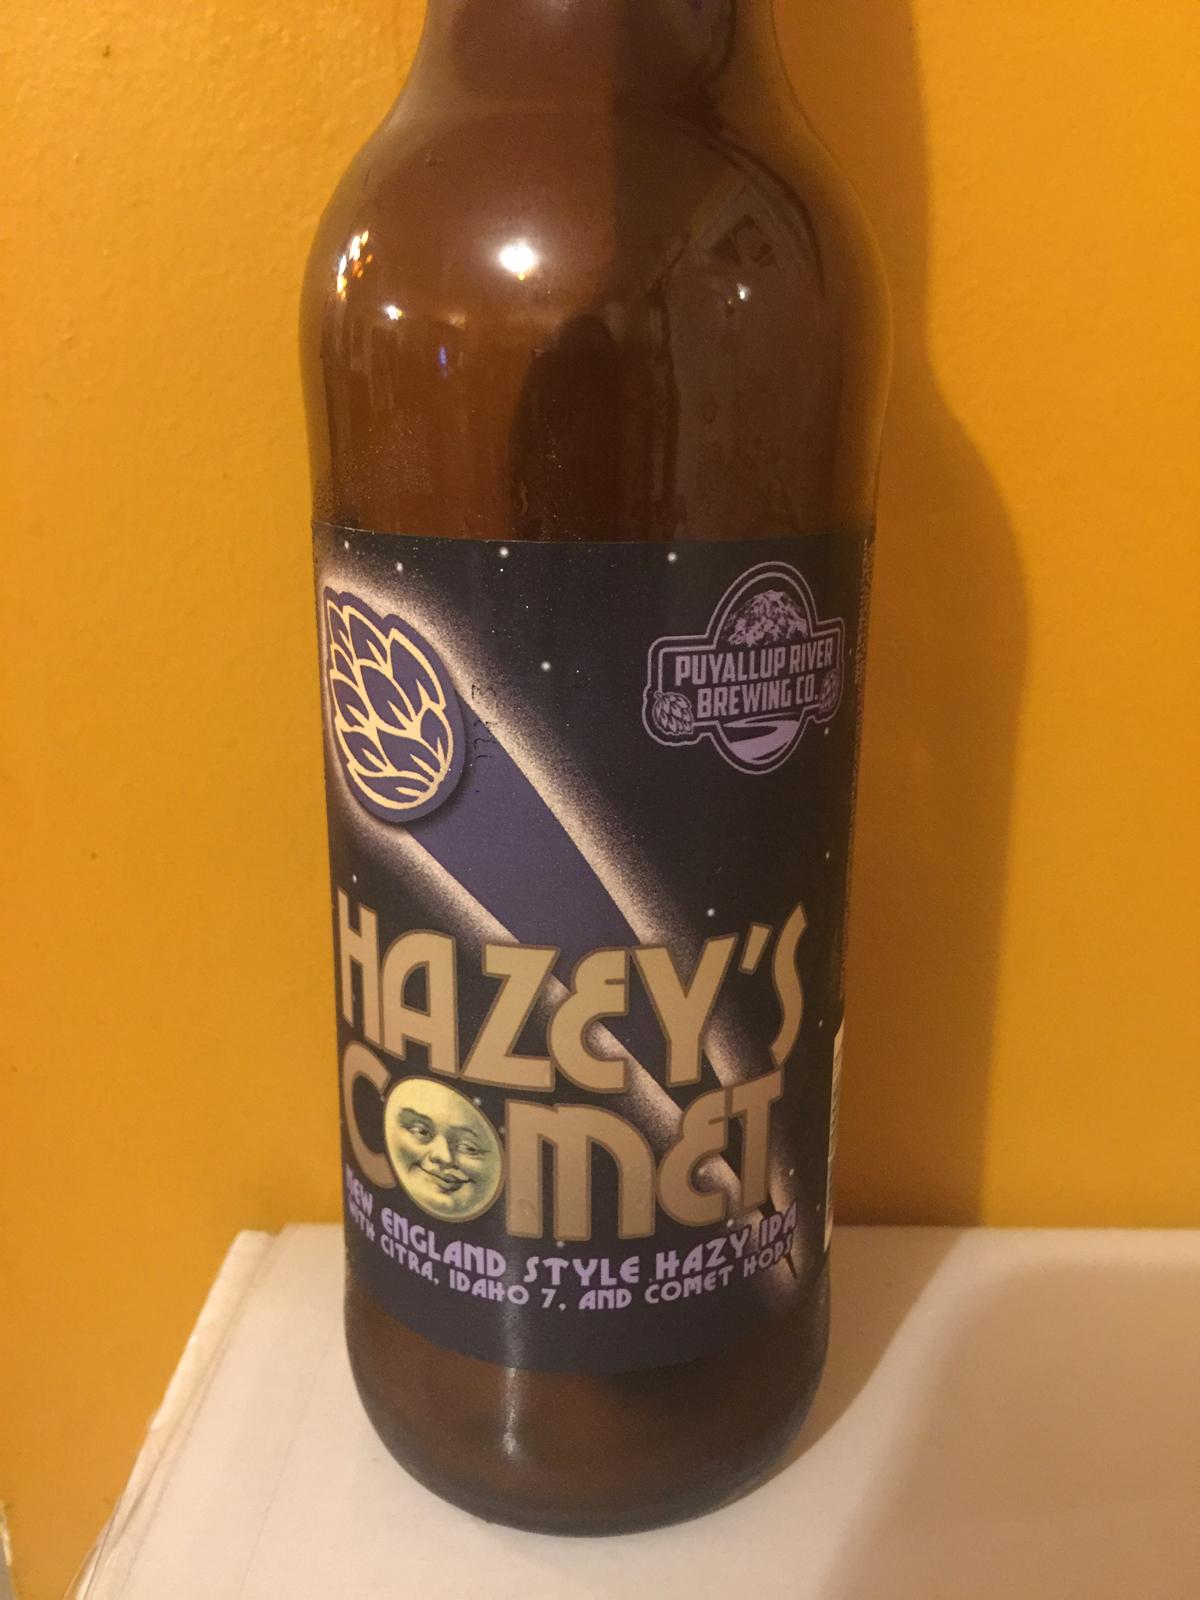 PUYALLUP RIVER
BREWING CO.
HAZEY'S
COMET
NEW ENGLAND STYLE HAZY IPA
WITH CITRA, IDAHO 7, AND COMET HOPS